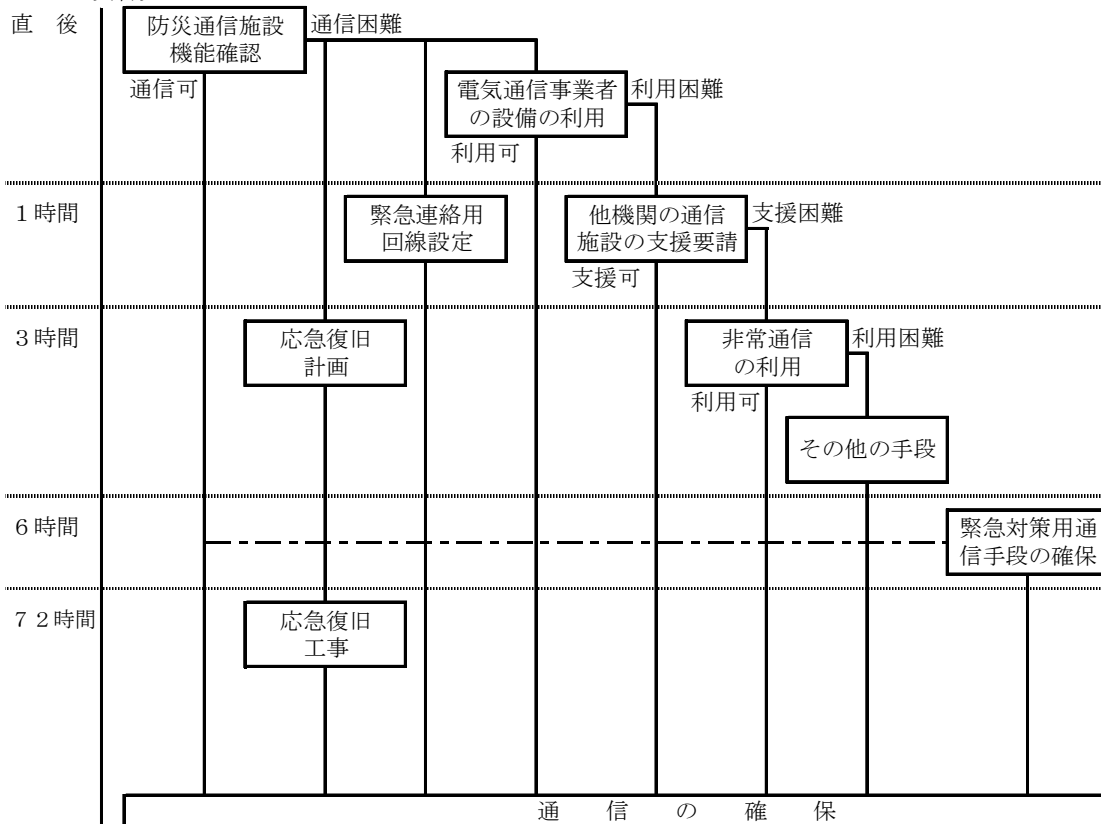 直　後
防災通信施設
機能確認
通信困難
通信可
電気通信事業者
の設備の利用
利用困難
利用可
１時間
緊急連絡用
回線設定
他機関の通信
施設の支援要請
支援困難
支援可
３時間
応急復旧
計画
非常通信
の利用
利用困難
利用可
その他の手段
６時間
緊急対策用通
信手段の確保
７２時間
応急復旧
工事
通　信　の　確　保